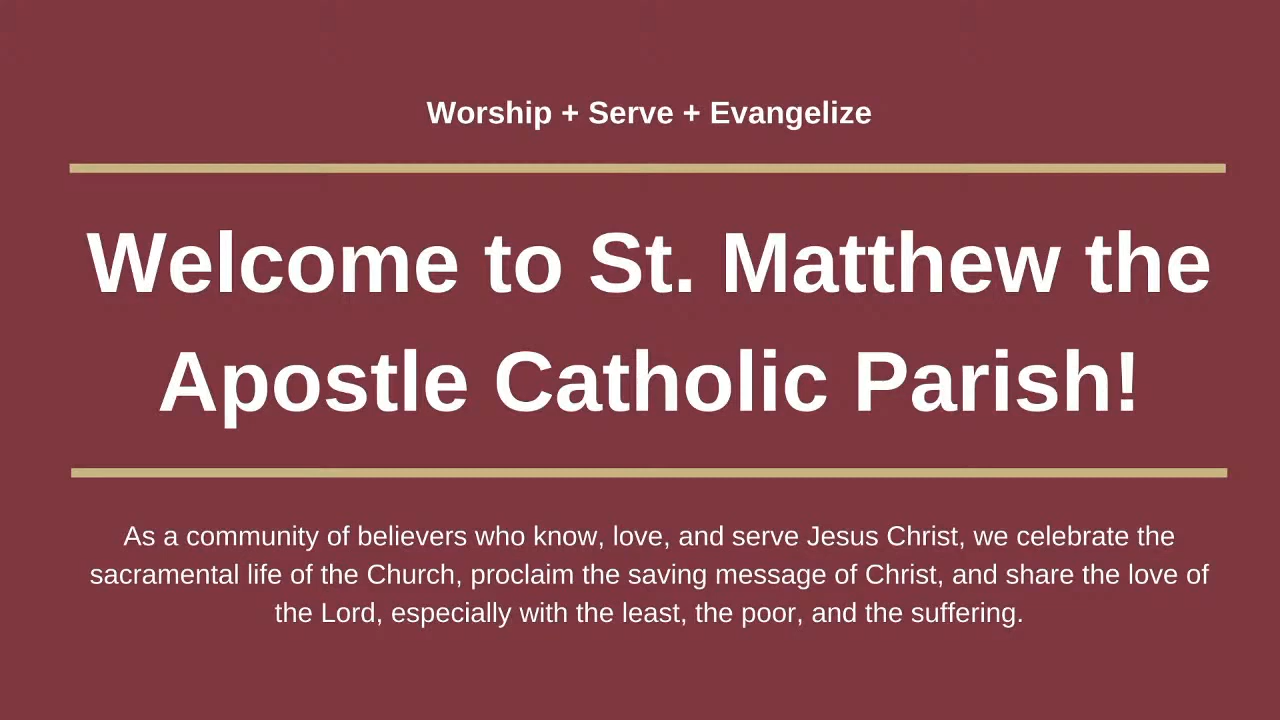 Worship + Serve + Evangelize
Welcome to St. Matthew the
Apostle Catholic Parish!
As a community of believers who know, love, and serve Jesus Christ, we celebrate the
sacramental life of the Church, proclaim the saving message of Christ, and share the love of
the Lord, especially with the least, the poor, and the suffering.